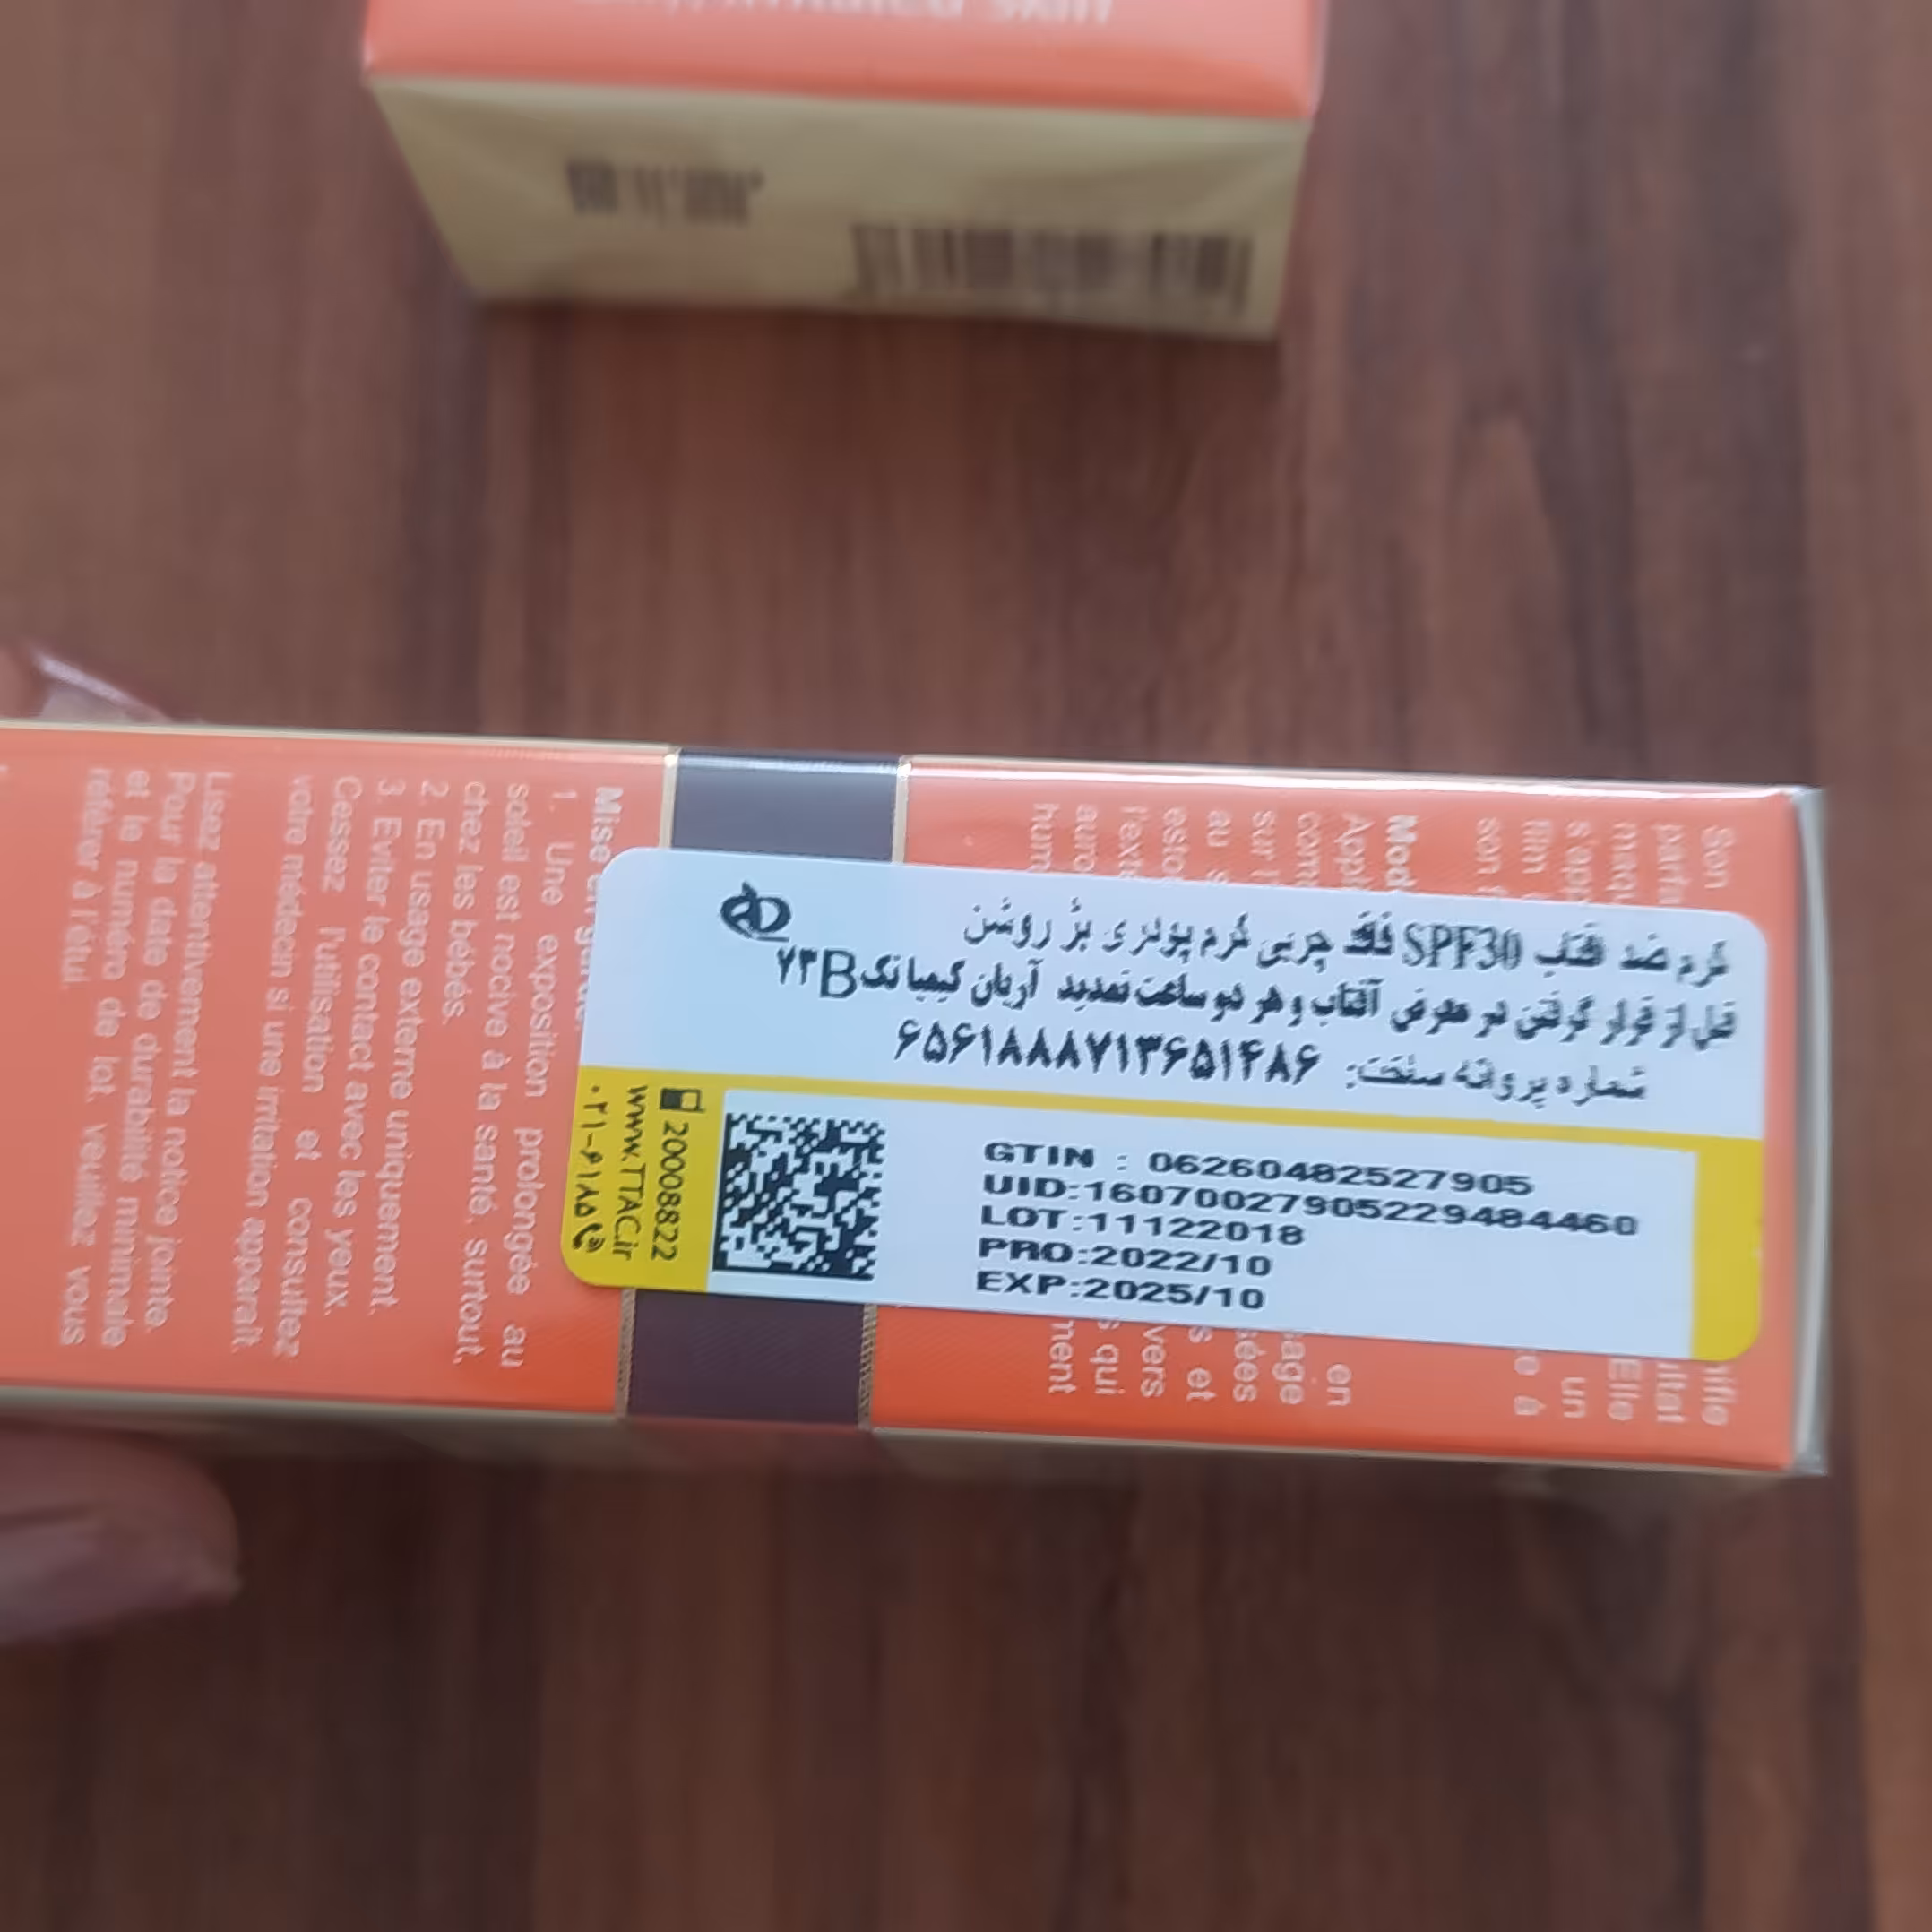 skin
کرم ضد آفتاب SPF30 فاقد چربی کرم پودری بژ روشن
قبل از قرار گرفتن در معرض آفتاب و هر دو ساعت تمدید آریان کیمیا تک
شماره پروانه ساخت: ۶۵۶۱۸۸۸۷۱۳۶۵۱۴۸۶
GTIN : 06260482527905
UID:16070027905229484460
LOT:11122018
PRO:2022/10
EXP:2025/10
20008822
www.TTAC.ir
۰۲۱-۶۱۸۵
Mise en
1. Une exposition prolongée au
soleil est nocive à la santé, surtout,
chez les bébés.
2. En usage externe uniquement.
3. Eviter le contact avec les yeux.
Cessez l'utilisation et consultez
votre médecin si une irritation apparait.
Lisez attentivement la notice jointe.
Pour la date de durabilité minimale
et le numéro de lot, veuillez vous
référer à l'étui.